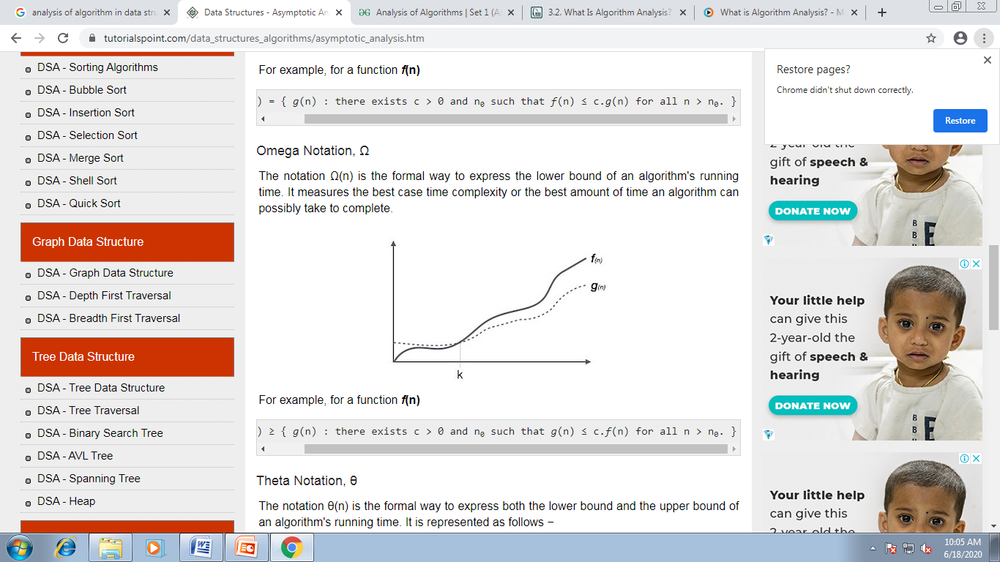 analysis of algorithm in data stru
Data Structures - Asymptotic An
Analysis of Algorithms | Set 1 (A
3.2. What Is Algorithm Analysis?
What is Algorithm Analysis? - M
tutorialspoint.com/data_structures_algorithms/asymptotic_analysis.htm
Restore pages?
Chrome didn't shut down correctly.
Restore
DSA - Sorting Algorithms
DSA - Bubble Sort
DSA - Insertion Sort
DSA - Selection Sort
DSA - Merge Sort
DSA - Shell Sort
DSA - Quick Sort
Graph Data Structure
DSA - Graph Data Structure
DSA - Depth First Traversal
DSA - Breadth First Traversal
Tree Data Structure
DSA - Tree Data Structure
DSA - Tree Traversal
DSA - Binary Search Tree
DSA - AVL Tree
DSA - Spanning Tree
DSA - Heap
For example, for a function f(n)
) = { g(n) : there exists c > 0 and n₀ such that f(n) ≤ c.g(n) for all n > n₀. }
Omega Notation, Ω
The notation Ω(n) is the formal way to express the lower bound of an algorithm's running
time. It measures the best case time complexity or the best amount of time an algorithm can
possibly take to complete.
f(n)
g(n)
k
For example, for a function f(n)
) ≥ { g(n) : there exists c > 0 and n₀ such that g(n) ≤ c.f(n) for all n > n₀. }
Theta Notation, θ
The notation θ(n) is the formal way to express both the lower bound and the upper bound of
an algorithm's running time. It is represented as follows −
2-year-old the
gift of speech &
hearing
DONATE NOW
Your little help
can give this
2-year-old the
gift of speech &
hearing
DONATE NOW
Your little help
can give this
2-year-old the
10:05 AM
6/18/2020